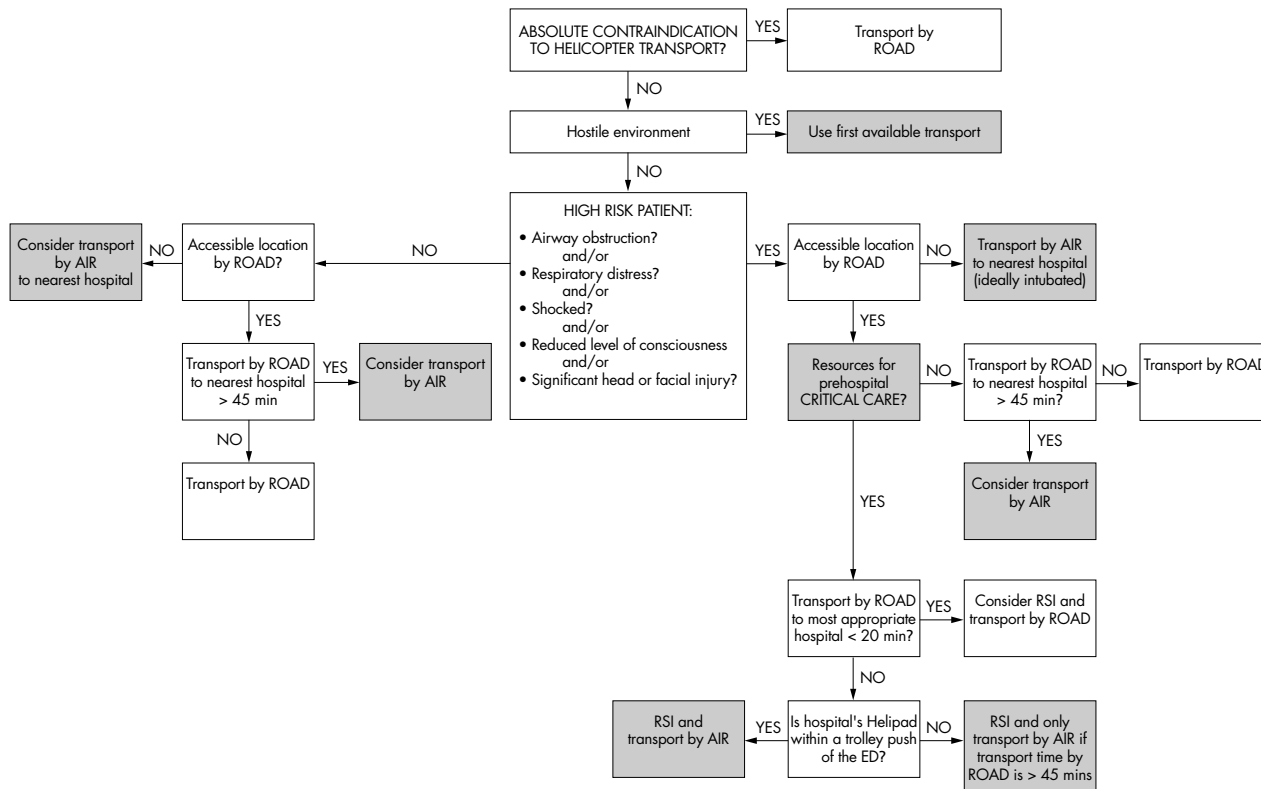 ABSOLUTE CONTRAINDICATION
TO HELICOPTER TRANSPORT?
YES
Transport by
ROAD
NO
Hostile environment
YES
Use first available transport
NO
HIGH RISK PATIENT:
• Airway obstruction?
and/or
• Respiratory distress?
and/or
• Shocked?
and/or
• Reduced level of consciousness
and/or
• Significant head or facial injury?
NO
Accessible location
by ROAD?
NO
Consider transport
by AIR
to nearest hospital
YES
Transport by ROAD
to nearest hospital
> 45 min
YES
Consider transport
by AIR
NO
Transport by ROAD
YES
Accessible location
by ROAD
NO
Transport by AIR
to nearest hospital
(ideally intubated)
YES
Resources for
prehospital
CRITICAL CARE?
NO
Transport by ROAD
to nearest hospital
> 45 min?
NO
Transport by ROAD
YES
Consider transport
by AIR
YES
Transport by ROAD
to most appropriate
hospital < 20 min?
YES
Consider RSI and
transport by ROAD
NO
Is hospital's Helipad
within a trolley push
of the ED?
YES
RSI and
transport by AIR
NO
RSI and only
transport by AIR if
transport time by
ROAD is > 45 mins